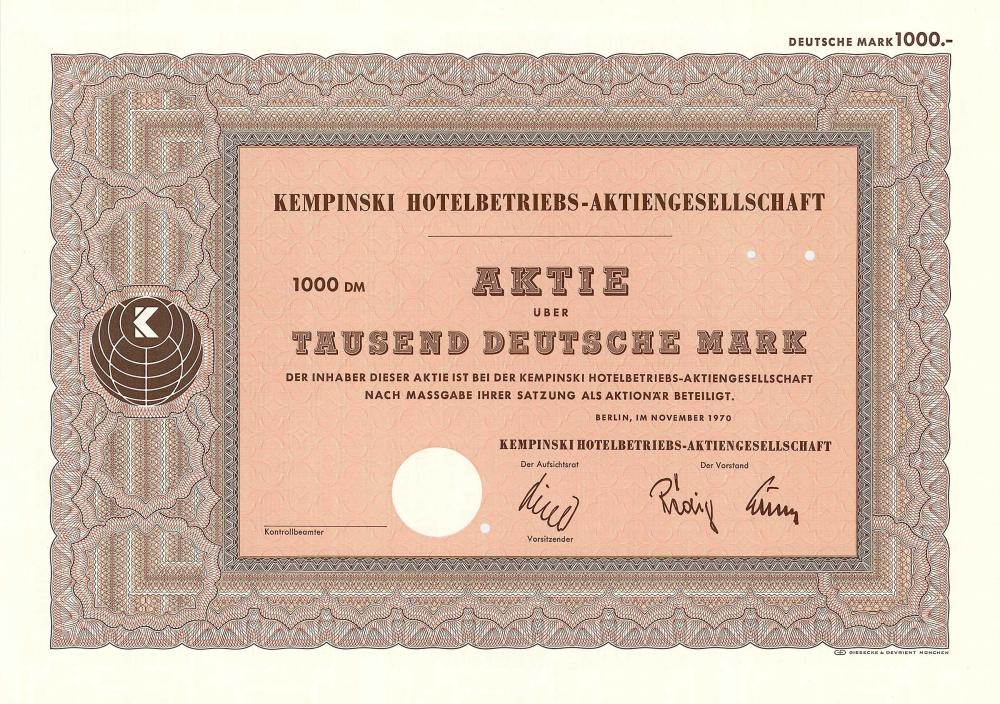 DEUTSCHE MARK 1000.-
KEMPINSKI HOTELBETRIEBS-AKTIENGESELLSCHAFT
1000 DM
AKTIE
UBER
TAUSEND DEUTSCHE MARK
K
DER INHABER DIESER AKTIE IST BEI DER KEMPINSKI HOTELBETRIEBS-AKTIENGESELLSCHAFT
NACH MASSGABE IHRER SATZUNG ALS AKTIONÄR BETEILIGT.
BERLIN, IM NOVEMBER 1970
KEMPINSKI HOTELBETRIEBS-AKTIENGESELLSCHAFT
Der Aufsichtsrat
Der Vorstand
Kontrollbeamter
Vorsitzender
GIESECKE & DEVRIENT MÜNCHEN